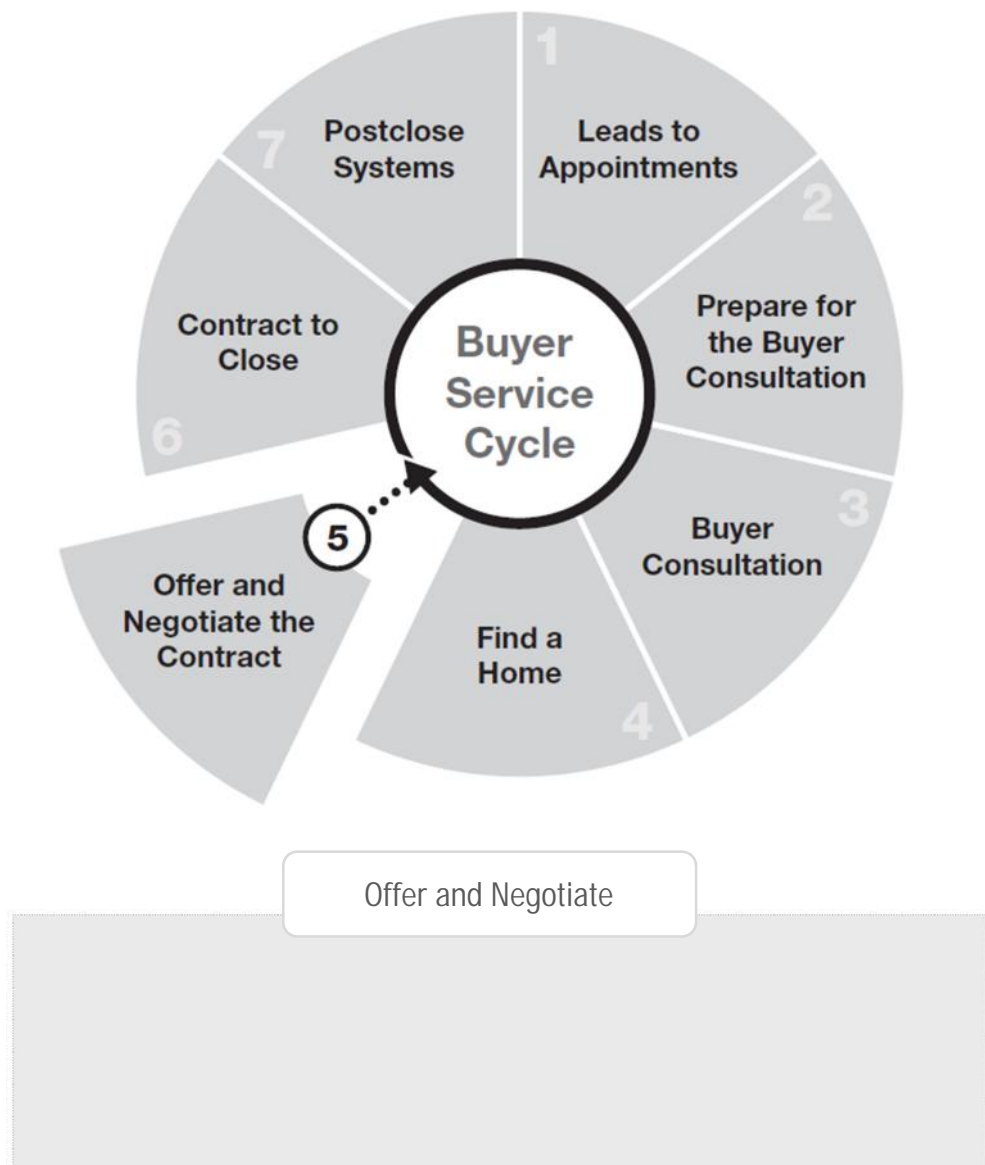 1
Leads to
Appointments
2
Prepare for
the Buyer
Consultation
3
Buyer
Consultation
4
Find a
Home
5
Offer and
Negotiate the
Contract
6
Contract to
Close
7
Postclose
Systems
Buyer
Service
Cycle
Offer and Negotiate